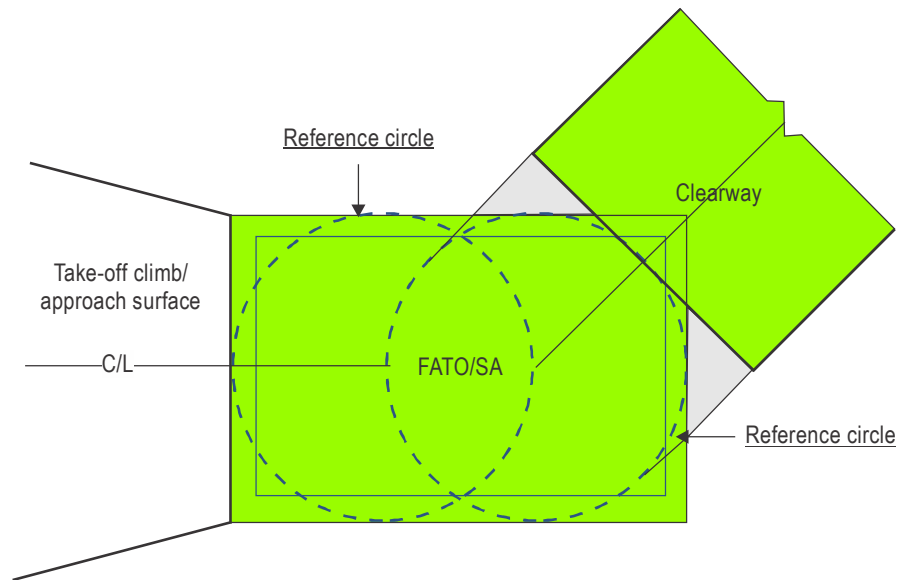 Reference circle
Clearway
Take-off climb/
approach surface
C/L
FATO/SA
Reference circle